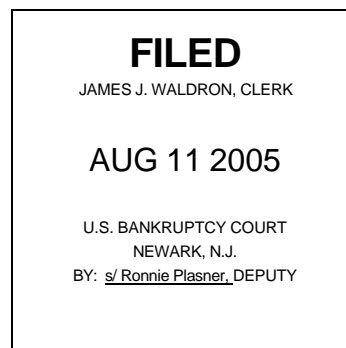 FILED
JAMES J. WALDRON, CLERK
AUG 11 2005
U.S. BANKRUPTCY COURT
NEWARK, N.J.
BY: s/ Ronnie Plasner, DEPUTY